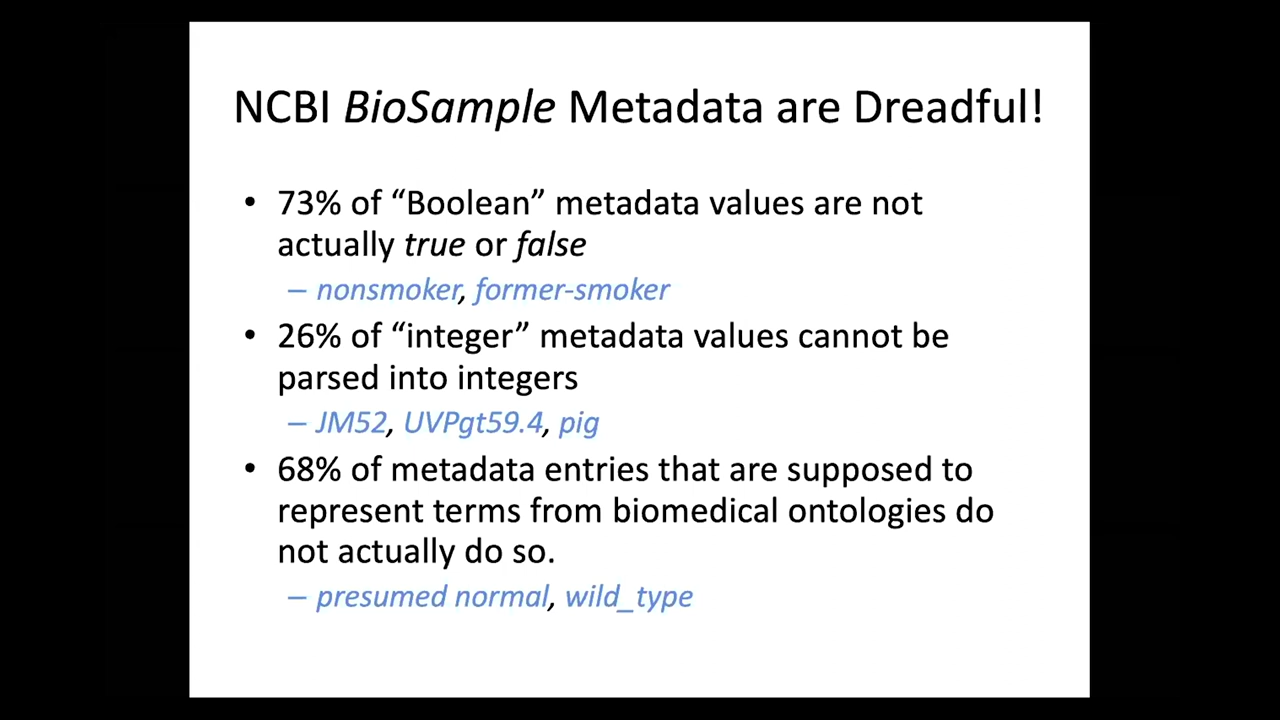 NCBI BioSample Metadata are Dreadful!
• 73% of “Boolean” metadata values are not
actually true or false
– nonsmoker, former-smoker
• 26% of “integer” metadata values cannot be
parsed into integers
– JM52, UVPgt59.4, pig
• 68% of metadata entries that are supposed to
represent terms from biomedical ontologies do
not actually do so.
– presumed normal, wild_type